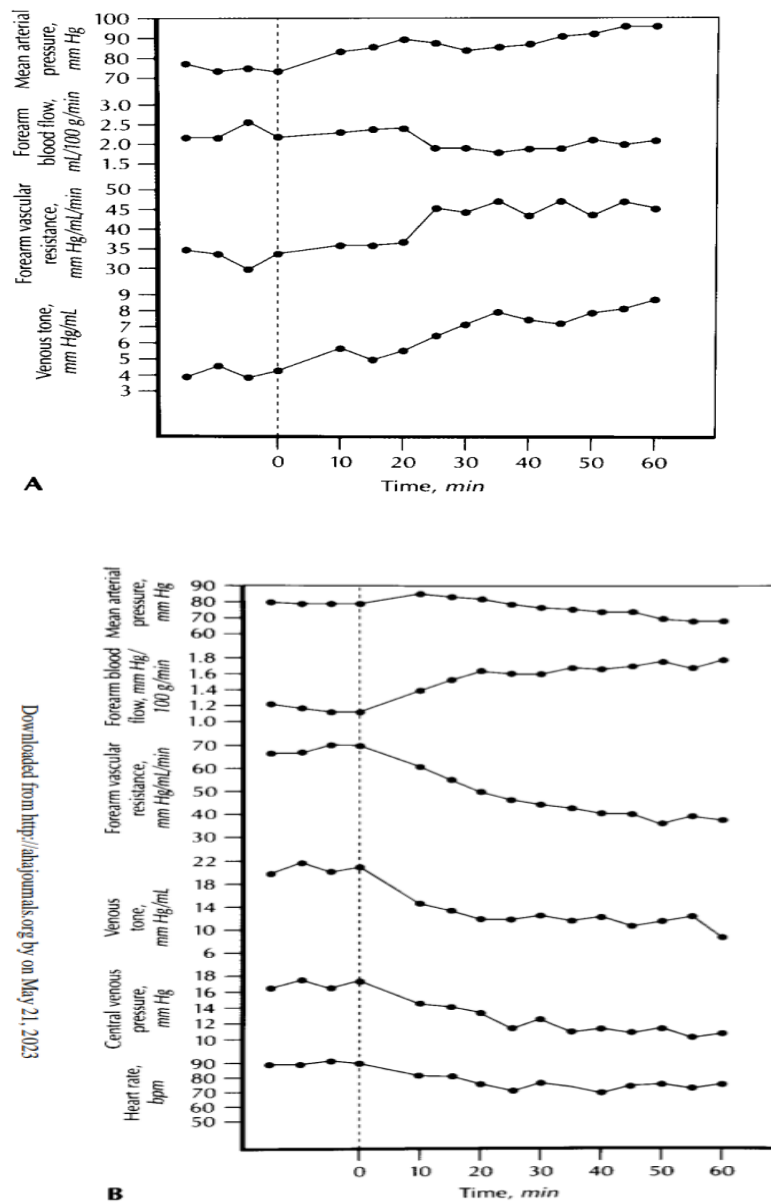 Mean arterial
pressure,
mm Hg
100
90
80
70
Forearm
blood flow,
mL/100 g/min
3.0
2.5
2.0
1.5
Forearm vascular
resistance,
mm Hg/mL/min
50
45
40
35
30
Venous tone,
mm Hg/mL
9
8
7
6
5
4
3
0 10 20 30 40 50 60
Time, min
A
Mean arterial
pressure,
mm Hg
90
80
70
60
Forearm blood
flow, mm Hg/
100 g/min
1.8
1.6
1.4
1.2
1.0
Forearm vascular
resistance,
mm Hg/mL/min
70
60
50
40
30
Venous
tone,
mm Hg/mL
22
18
14
10
6
Central venous
pressure,
mm Hg
18
16
14
12
10
Heart rate,
bpm
90
80
70
60
50
0 10 20 30 40 50 60
Time, min
B
Downloaded from http://ahajournals.org by on May 21, 2023